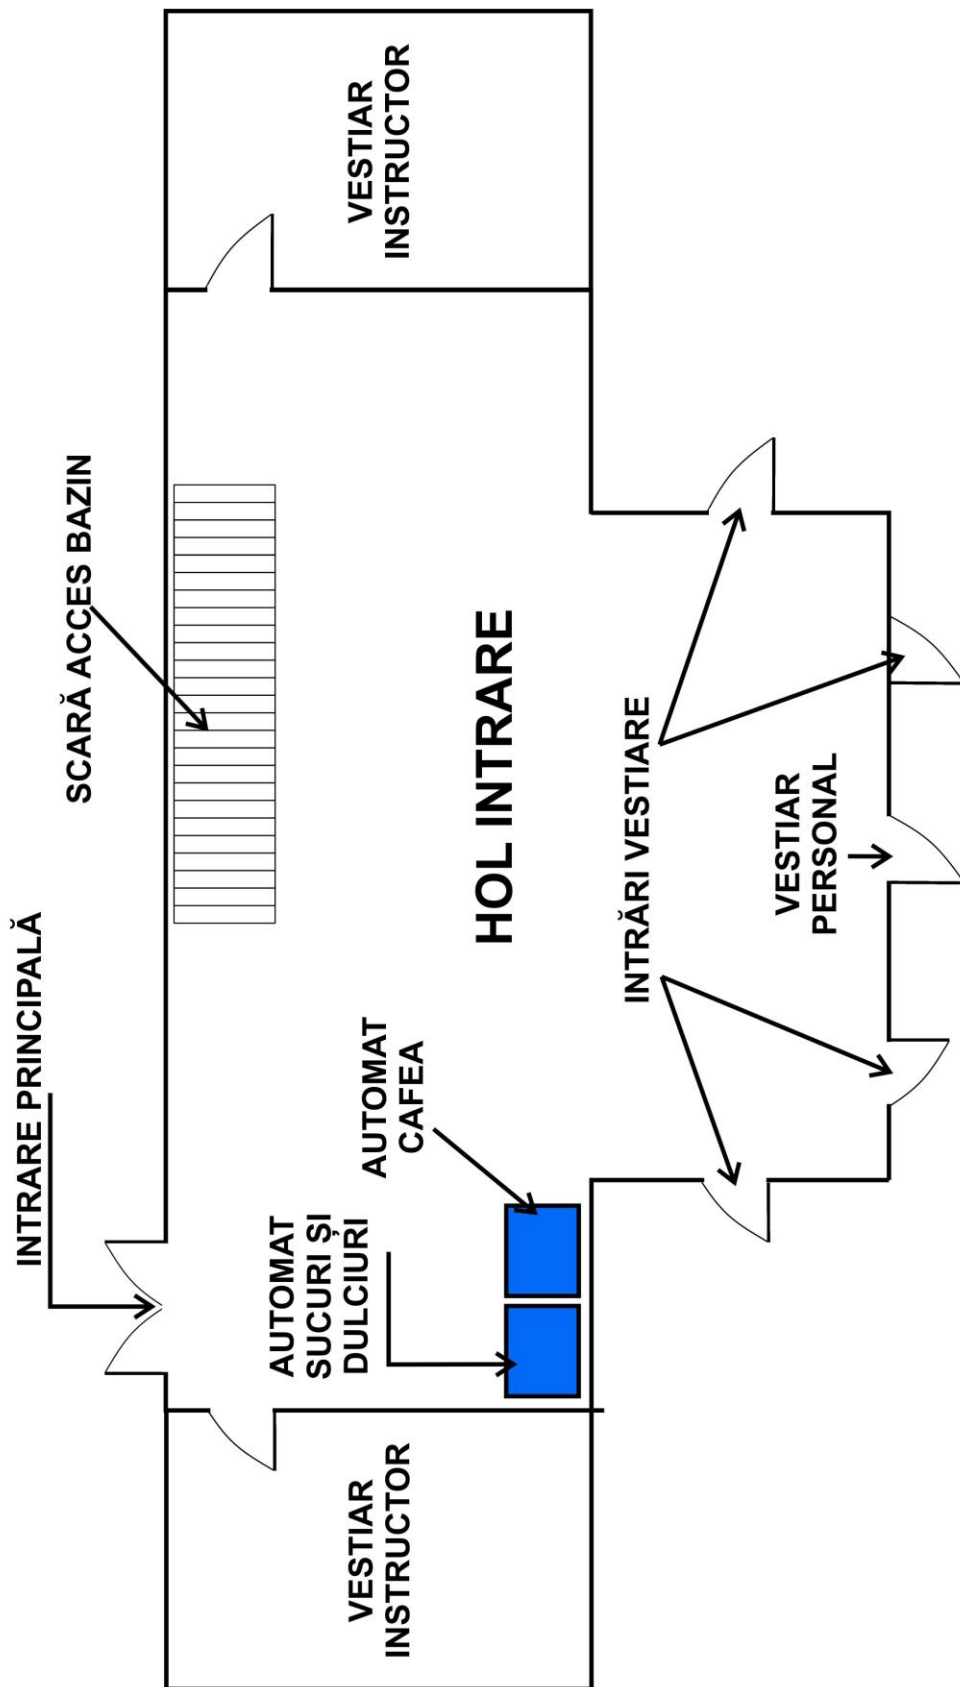 INTRARE PRINCIPALĂ
SCARĂ ACCES BAZIN
VESTIAR
INSTRUCTOR
AUTOMAT
SUCURI ȘI
DULCIURI
AUTOMAT
CAFEA
VESTIAR
INSTRUCTOR
HOL INTRARE
INTRĂRI VESTIARE
VESTIAR
PERSONAL